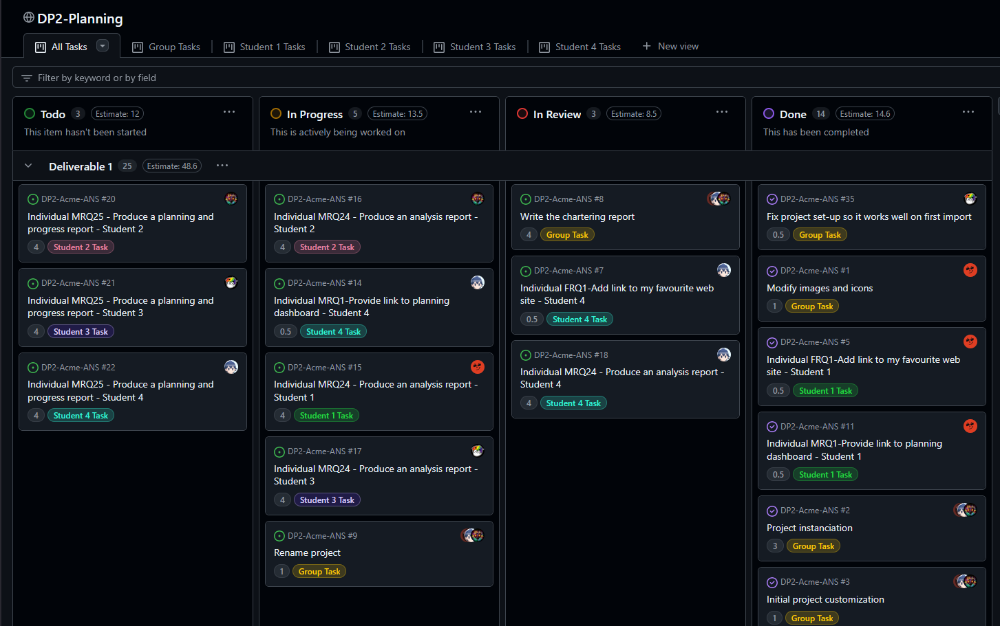 DP2-Planning
All Tasks
Group Tasks
Student 1 Tasks
Student 2 Tasks
Student 3 Tasks
Student 4 Tasks
New view
Filter by keyword or by field
Todo 3 Estimate: 12
This item hasn't been started
In Progress 5 Estimate: 13.5
This is actively being worked on
In Review 3 Estimate: 8.5
Done 14 Estimate: 14.6
This has been completed
Deliverable 1 25 Estimate: 48.6
DP2-Acme-ANS #20
Individual MRQ25 - Produce a planning and
progress report - Student 2
4 Student 2 Task
DP2-Acme-ANS #21
Individual MRQ25 - Produce a planning and
progress report - Student 3
4 Student 3 Task
DP2-Acme-ANS #22
Individual MRQ25 - Produce a planning and
progress report - Student 4
4 Student 4 Task
DP2-Acme-ANS #16
Individual MRQ24 - Produce an analysis report -
Student 2
4 Student 2 Task
DP2-Acme-ANS #14
Individual MRQ1-Provide link to planning
dashboard - Student 4
0.5 Student 4 Task
DP2-Acme-ANS #15
Individual MRQ24 - Produce an analysis report -
Student 1
4 Student 1 Task
DP2-Acme-ANS #17
Individual MRQ24 - Produce an analysis report -
Student 3
4 Student 3 Task
DP2-Acme-ANS #9
Rename project
1 Group Task
DP2-Acme-ANS #8
Write the chartering report
4 Group Task
DP2-Acme-ANS #7
Individual FRQ1-Add link to my favourite web
site - Student 4
0.5 Student 4 Task
DP2-Acme-ANS #18
Individual MRQ24 - Produce an analysis report -
Student 4
4 Student 4 Task
DP2-Acme-ANS #35
Fix project set-up so it works well on first import
0.5 Group Task
DP2-Acme-ANS #1
Modify images and icons
1 Group Task
DP2-Acme-ANS #5
Individual FRQ1-Add link to my favourite web
site - Student 1
0.5 Student 1 Task
DP2-Acme-ANS #11
Individual MRQ1-Provide link to planning
dashboard - Student 1
0.5 Student 1 Task
DP2-Acme-ANS #2
Project instanciation
3 Group Task
DP2-Acme-ANS #3
Initial project customization
1 Group Task